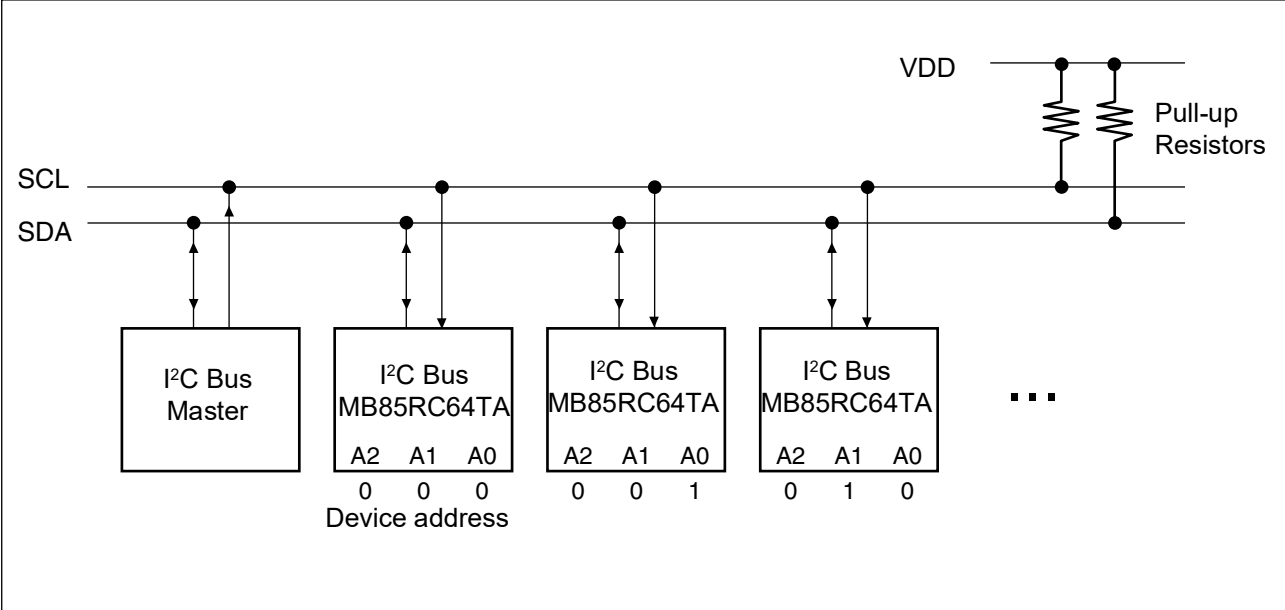 VDD
Pull-up
Resistors
SCL
SDA
I²C Bus
Master
I²C Bus
MB85RC64TA
A2 A1 A0
0 0 0
Device address
I²C Bus
MB85RC64TA
A2 A1 A0
0 0 1
I²C Bus
MB85RC64TA
A2 A1 A0
0 1 0
...